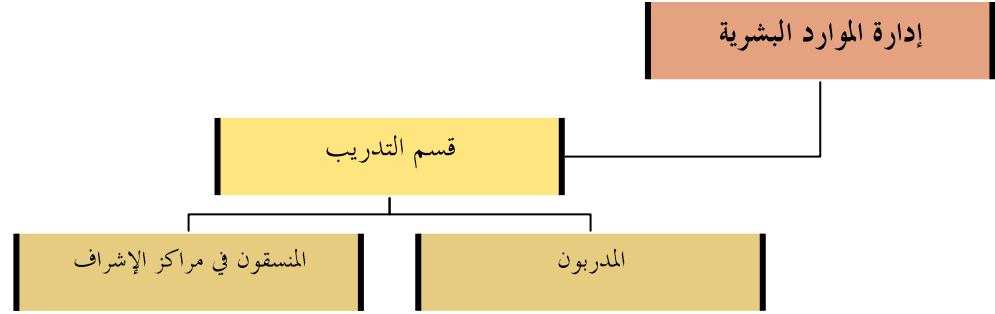 إدارة الموارد البشرية
قسم التدريب
المدربون
المنسقون في مراكز الإشراف